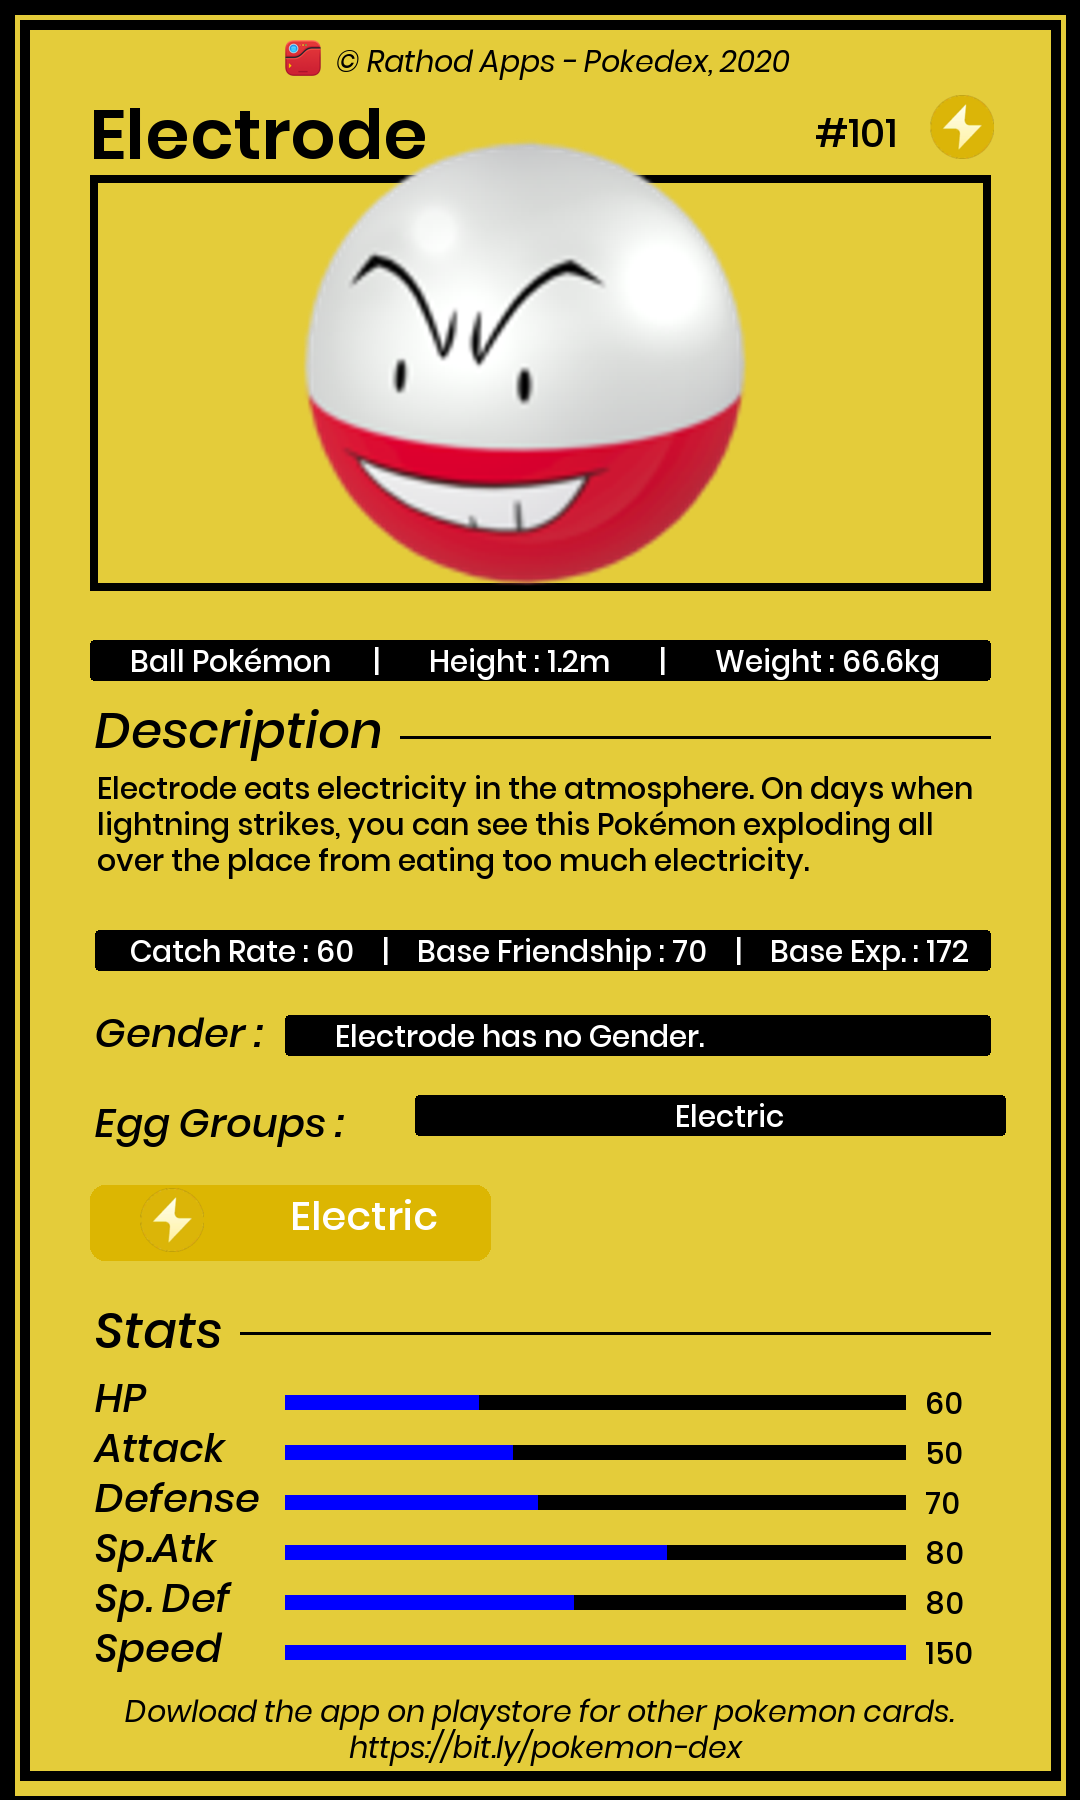 © Rathod Apps - Pokedex, 2020
Electrode #101
Ball Pokémon | Height : 1.2m | Weight : 66.6kg
Description
Electrode eats electricity in the atmosphere. On days when
lightning strikes, you can see this Pokémon exploding all
over the place from eating too much electricity.
Catch Rate : 60 | Base Friendship : 70 | Base Exp. : 172
Gender : Electrode has no Gender.
Egg Groups : Electric
Electric
Stats
HP 60
Attack 50
Defense 70
Sp.Atk 80
Sp. Def 80
Speed 150
Dowload the app on playstore for other pokemon cards.
https://bit.ly/pokemon-dex